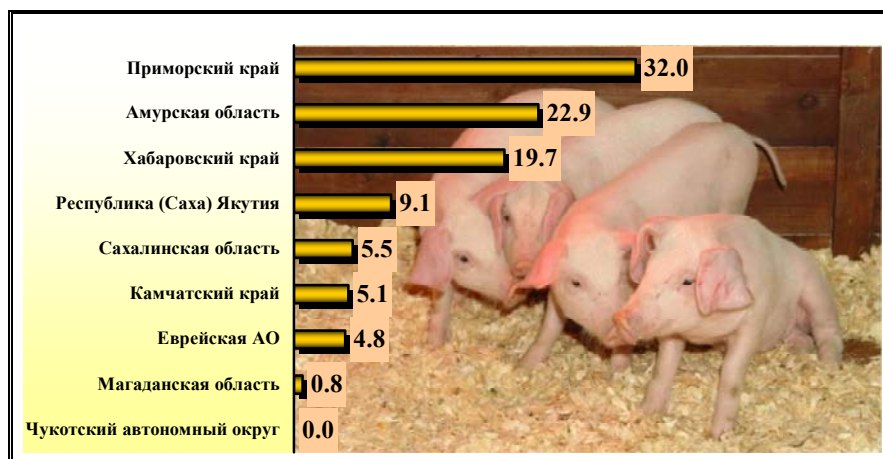 Приморский край 32.0
Амурская область 22.9
Хабаровский край 19.7
Республика (Саха) Якутия 9.1
Сахалинская область 5.5
Камчатский край 5.1
Еврейская АО 4.8
Магаданская область 0.8
Чукотский автономный округ 0.0